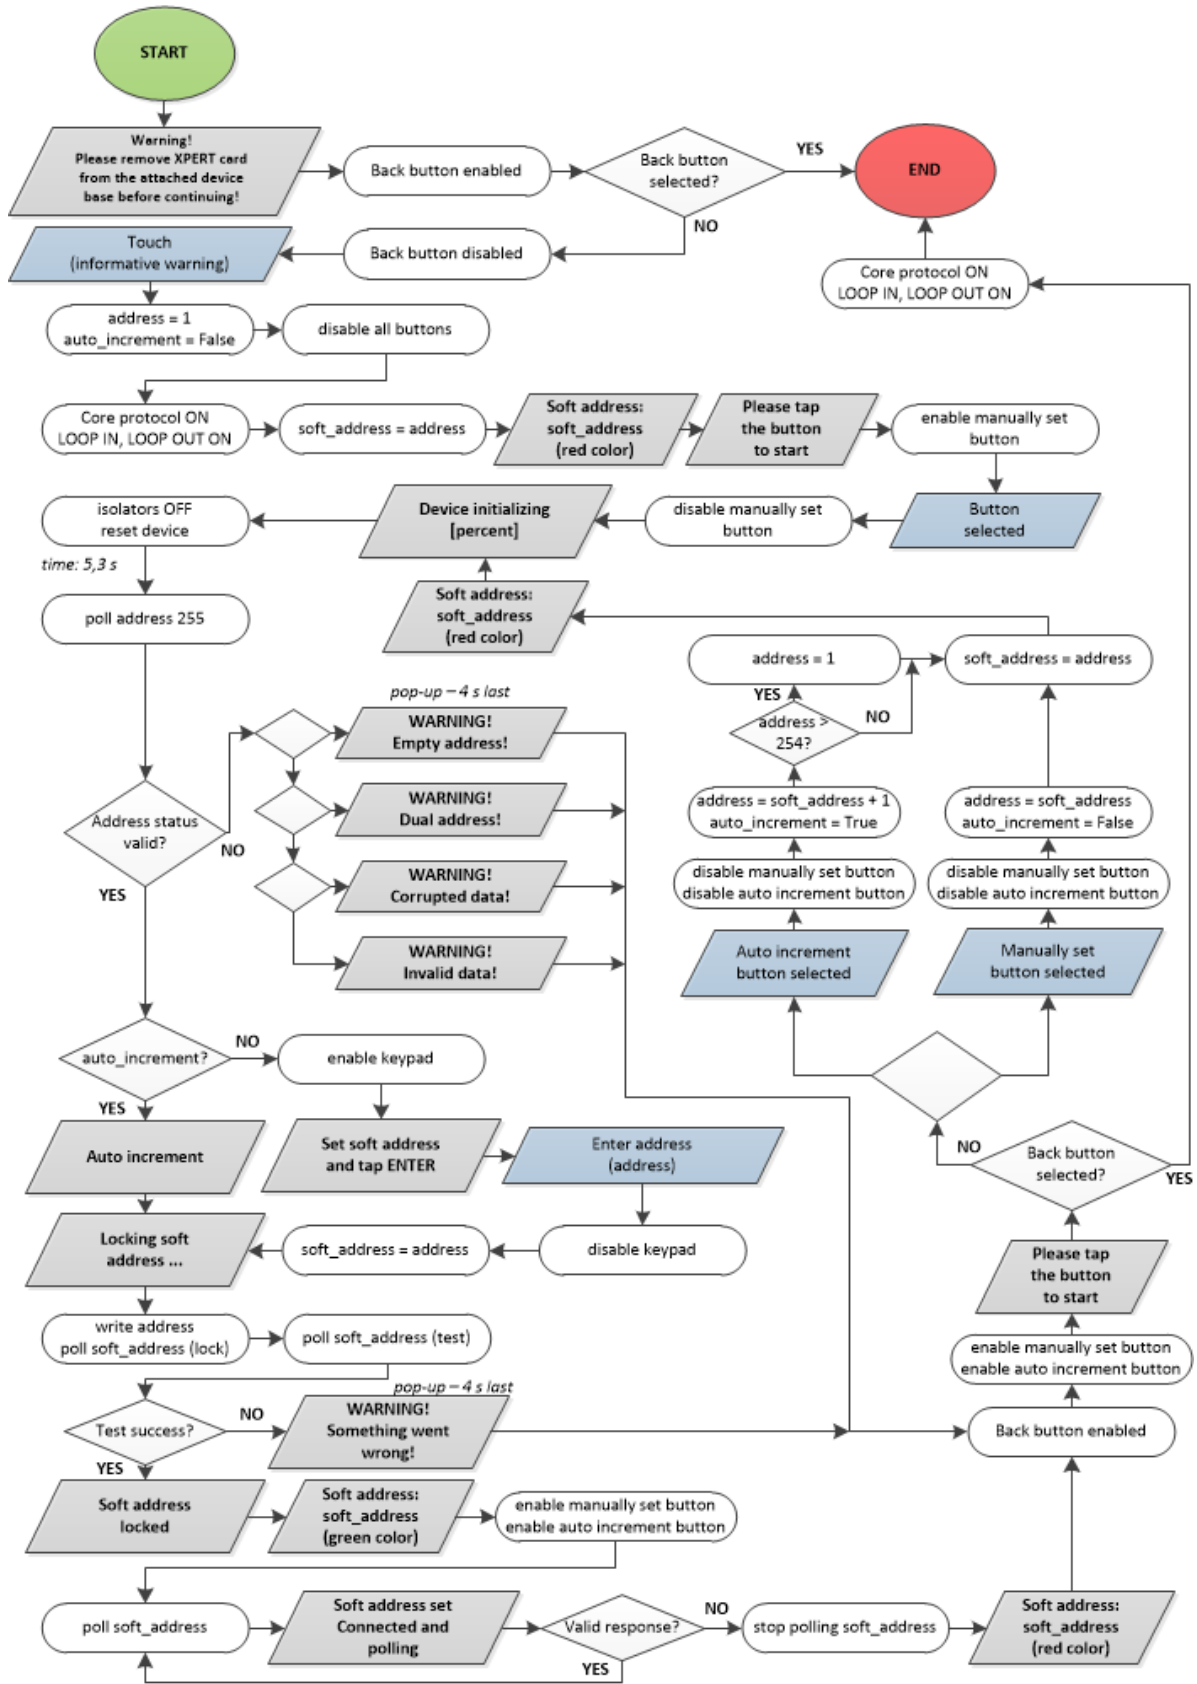 START
Warning!
Please remove XPERT card
from the attached device
base before continuing!
Back button enabled
Back button
selected?
YES
END
NO
Touch
(informative warning)
Back button disabled
Core protocol ON
LOOP IN, LOOP OUT ON
address = 1
auto_increment = False
disable all buttons
Core protocol ON
LOOP IN, LOOP OUT ON
soft_address = address
Soft address:
soft_address
(red color)
Please tap
the button
to start
enable manually set
button
isolators OFF
reset device
Device initializing
[percent]
disable manually set
button
Button
selected
time: 5,3 s
poll address 255
Soft address:
soft_address
(red color)
address = 1
soft_address = address
pop-up – 4 s last
YES
NO
WARNING!
Empty address!
address >
254?
WARNING!
Dual address!
address = soft_address + 1
auto_increment = True
address = soft_address
auto_increment = False
Address status
valid?
NO
YES
WARNING!
Corrupted data!
disable manually set button
disable auto increment button
disable manually set button
disable auto increment button
WARNING!
Invalid data!
Auto increment
button selected
Manually set
button selected
auto_increment?
NO
enable keypad
YES
Auto increment
Set soft address
and tap ENTER
Enter address
(address)
NO
Back button
selected?
YES
Locking soft
address ...
soft_address = address
disable keypad
Please tap
the button
to start
write address
poll soft_address (lock)
poll soft_address (test)
enable manually set button
enable auto increment button
pop-up – 4 s last
Test success?
NO
WARNING!
Something went
wrong!
Back button enabled
YES
Soft address
locked
Soft address:
soft_address
(green color)
enable manually set button
enable auto increment button
poll soft_address
Soft address set
Connected and
polling
Valid response?
NO
stop polling soft_address
Soft address:
soft_address
(red color)
YES